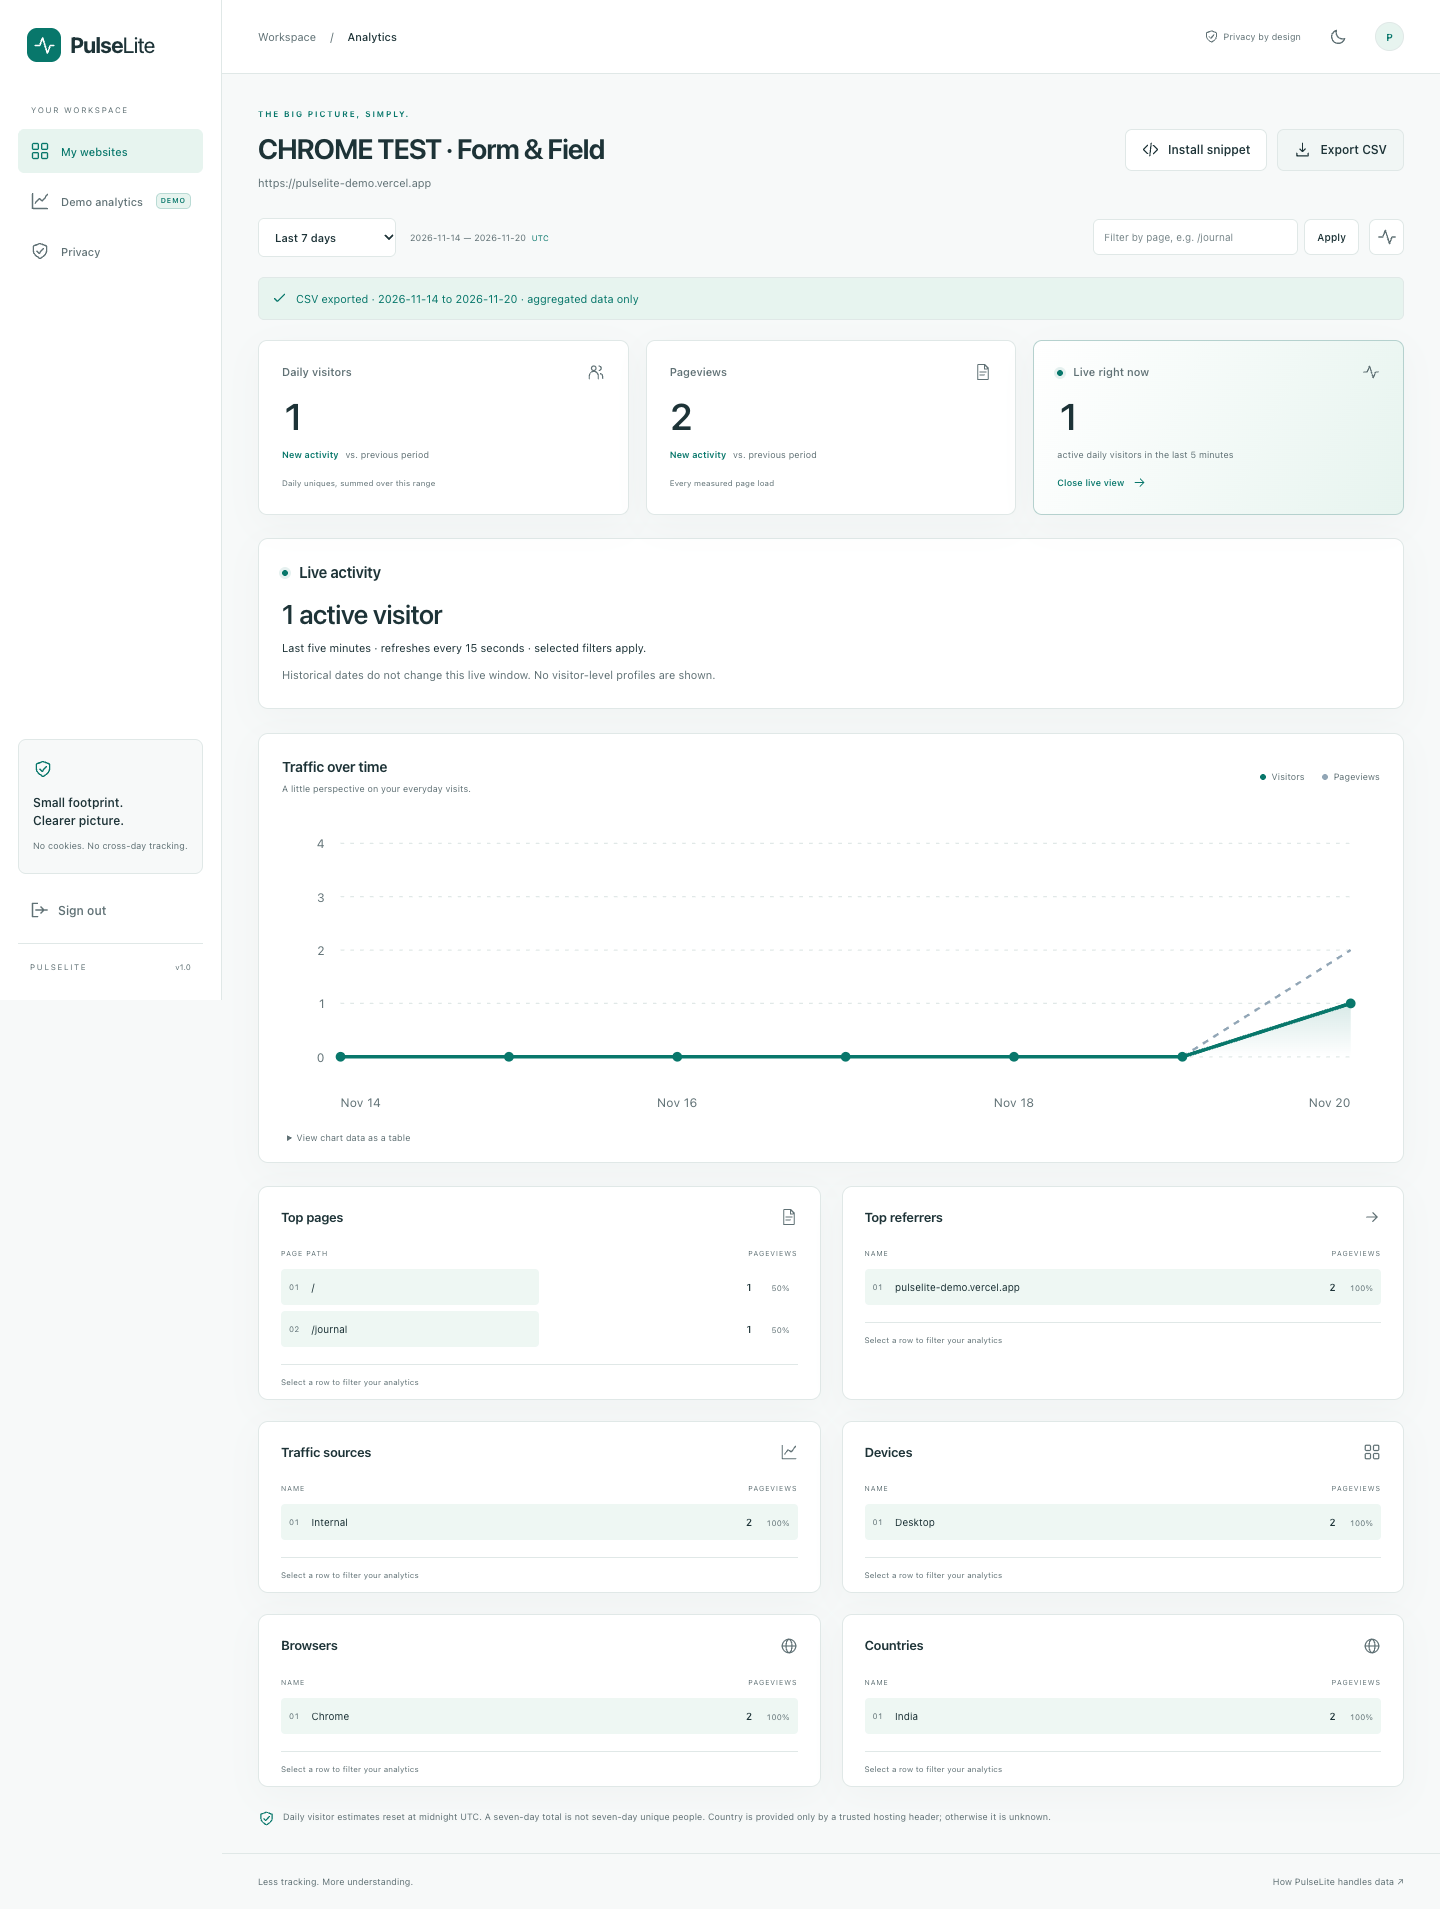 PulseLite
YOUR WORKSPACE
My websites
Demo analytics DEMO
Privacy
Small footprint.
Clearer picture.
No cookies. No cross-day tracking.
Sign out
PULSELITE v1.0
Workspace / Analytics
Privacy by design
P
THE BIG PICTURE, SIMPLY.
CHROME TEST · Form & Field
https://pulselite-demo.vercel.app
Install snippet
Export CSV
Last 7 days
2026-11-14 — 2026-11-20 UTC
Filter by page, e.g. /journal
Apply
CSV exported · 2026-11-14 to 2026-11-20 · aggregated data only
Daily visitors
1
New activity vs. previous period
Daily uniques, summed over this range
Pageviews
2
New activity vs. previous period
Every measured page load
Live right now
1
active daily visitors in the last 5 minutes
Close live view →
Live activity
1 active visitor
Last five minutes · refreshes every 15 seconds · selected filters apply.
Historical dates do not change this live window. No visitor-level profiles are shown.
Traffic over time
A little perspective on your everyday visits.
Visitors
Pageviews
4
3
2
1
0
Nov 14 Nov 16 Nov 18 Nov 20
View chart data as a table
Top pages
PAGE PATH PAGEVIEWS
01 / 1 50%
02 /journal 1 50%
Select a row to filter your analytics
Top referrers
NAME PAGEVIEWS
01 pulselite-demo.vercel.app 2 100%
Select a row to filter your analytics
Traffic sources
NAME PAGEVIEWS
01 Internal 2 100%
Select a row to filter your analytics
Devices
NAME PAGEVIEWS
01 Desktop 2 100%
Select a row to filter your analytics
Browsers
NAME PAGEVIEWS
01 Chrome 2 100%
Select a row to filter your analytics
Countries
NAME PAGEVIEWS
01 India 2 100%
Select a row to filter your analytics
Daily visitor estimates reset at midnight UTC. A seven-day total is not seven-day unique people. Country is provided only by a trusted hosting header; otherwise it is unknown.
Less tracking. More understanding.
How PulseLite handles data ↗